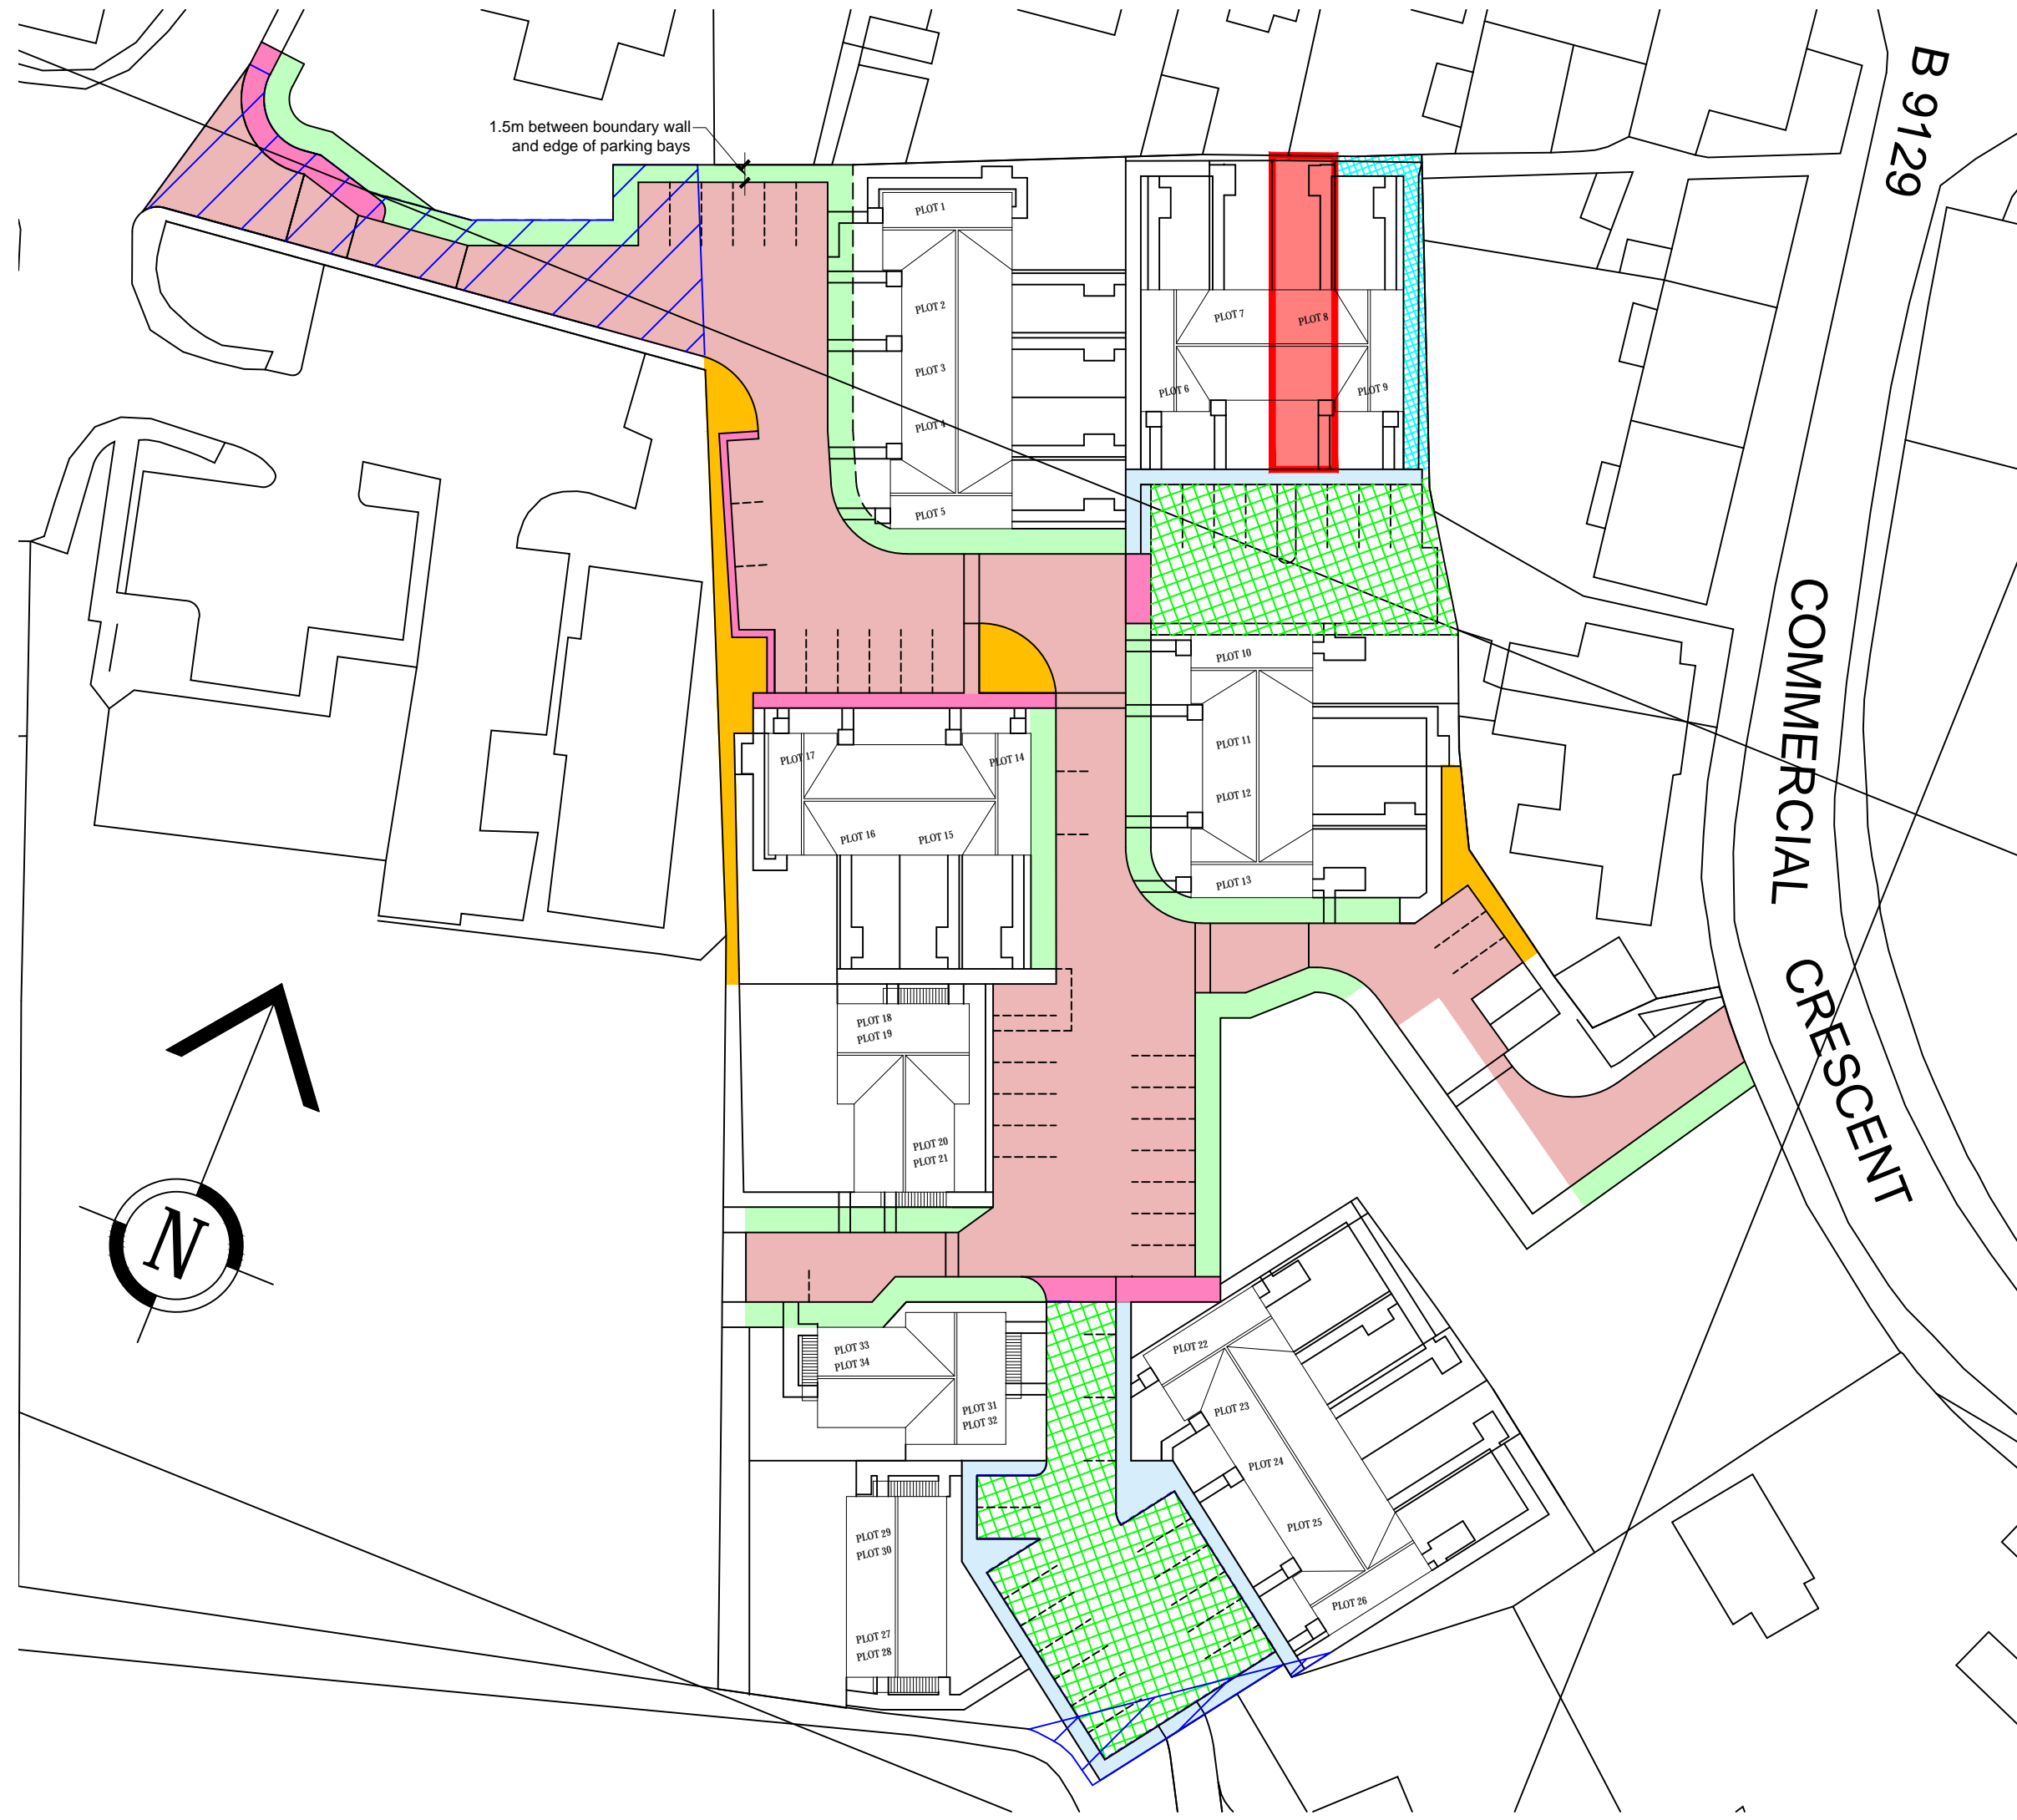 B 9129
1.5m between boundary wall
and edge of parking bays
PLOT 1
PLOT 2
PLOT 3
PLOT 4
PLOT 5
PLOT 7
PLOT 8
PLOT 6
PLOT 9
COMMERCIAL CRESCENT
PLOT 10
PLOT 11
PLOT 12
PLOT 13
PLOT 17
PLOT 14
PLOT 16
PLOT 15
PLOT 18
PLOT 19
PLOT 20
PLOT 21
N
PLOT 22
PLOT 23
PLOT 24
PLOT 25
PLOT 26
PLOT 33
PLOT 34
PLOT 31
PLOT 32
PLOT 29
PLOT 30
PLOT 27
PLOT 28